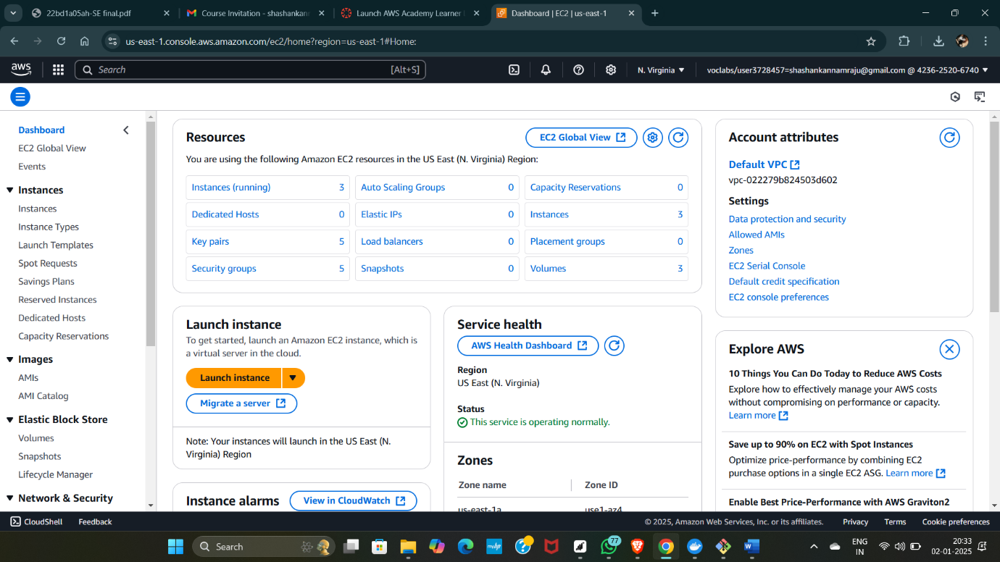 22bd1a05ah-SE final.pdf
Course Invitation - shashankann
Launch AWS Academy Learner
Dashboard | EC2 | us-east-1
us-east-1.console.aws.amazon.com/ec2/home?region=us-east-1#Home:
aws
Search [Alt+S]
N. Virginia
voclabs/user3728457=shashankannamraju@gmail.com @ 4236-2520-6740
Dashboard
EC2 Global View
Events
Instances
Instances
Instance Types
Launch Templates
Spot Requests
Savings Plans
Reserved Instances
Dedicated Hosts
Capacity Reservations
Images
AMIs
AMI Catalog
Elastic Block Store
Volumes
Snapshots
Lifecycle Manager
Network & Security
Resources
EC2 Global View
You are using the following Amazon EC2 resources in the US East (N. Virginia) Region:
Instances (running) 3
Auto Scaling Groups 0
Capacity Reservations 0
Dedicated Hosts 0
Elastic IPs 0
Instances 3
Key pairs 5
Load balancers 0
Placement groups 0
Security groups 5
Snapshots 0
Volumes 3
Launch instance
To get started, launch an Amazon EC2 instance, which is
a virtual server in the cloud.
Launch instance
Migrate a server
Note: Your instances will launch in the US East (N.
Virginia) Region
Instance alarms
View in CloudWatch
Service health
AWS Health Dashboard
Region
US East (N. Virginia)
Status
This service is operating normally.
Zones
Zone name Zone ID
us-east-1a use1-az4
Account attributes
Default VPC
vpc-022279b824503d602
Settings
Data protection and security
Allowed AMIs
Zones
EC2 Serial Console
Default credit specification
EC2 console preferences
Explore AWS
10 Things You Can Do Today to Reduce AWS Costs
Explore how to effectively manage your AWS costs
without compromising on performance or capacity.
Learn more
Save up to 90% on EC2 with Spot Instances
Optimize price-performance by combining EC2
purchase options in a single EC2 ASG. Learn more
Enable Best Price-Performance with AWS Graviton2
CloudShell
Feedback
© 2025, Amazon Web Services, Inc. or its affiliates.
Privacy
Terms
Cookie preferences
Search
myhp
77
ENG
IN
20:33
02-01-2025